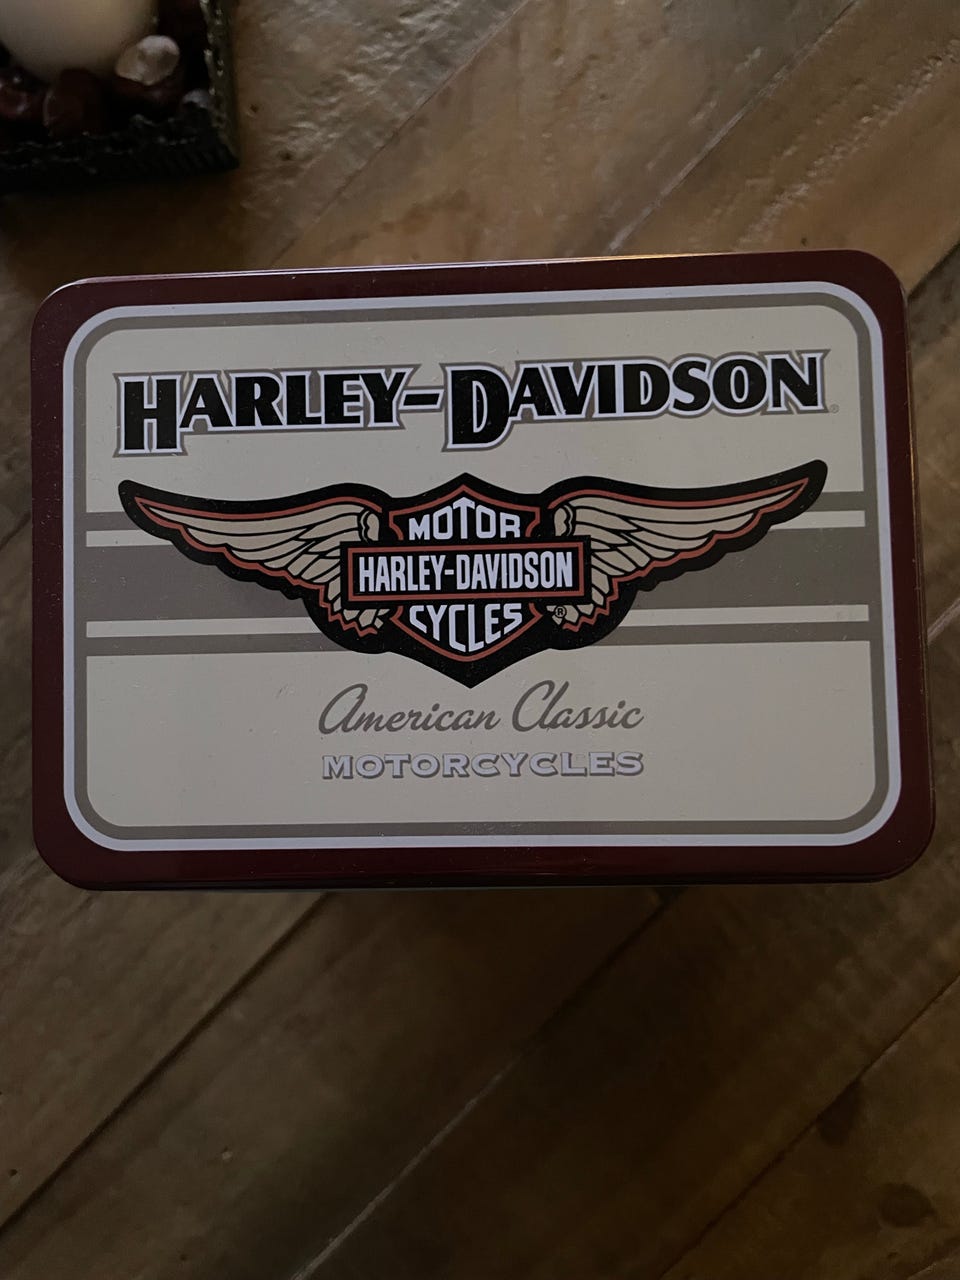 HARLEY-DAVIDSON®
MOTOR
HARLEY-DAVIDSON
CYCLES®
American Classic
MOTORCYCLES